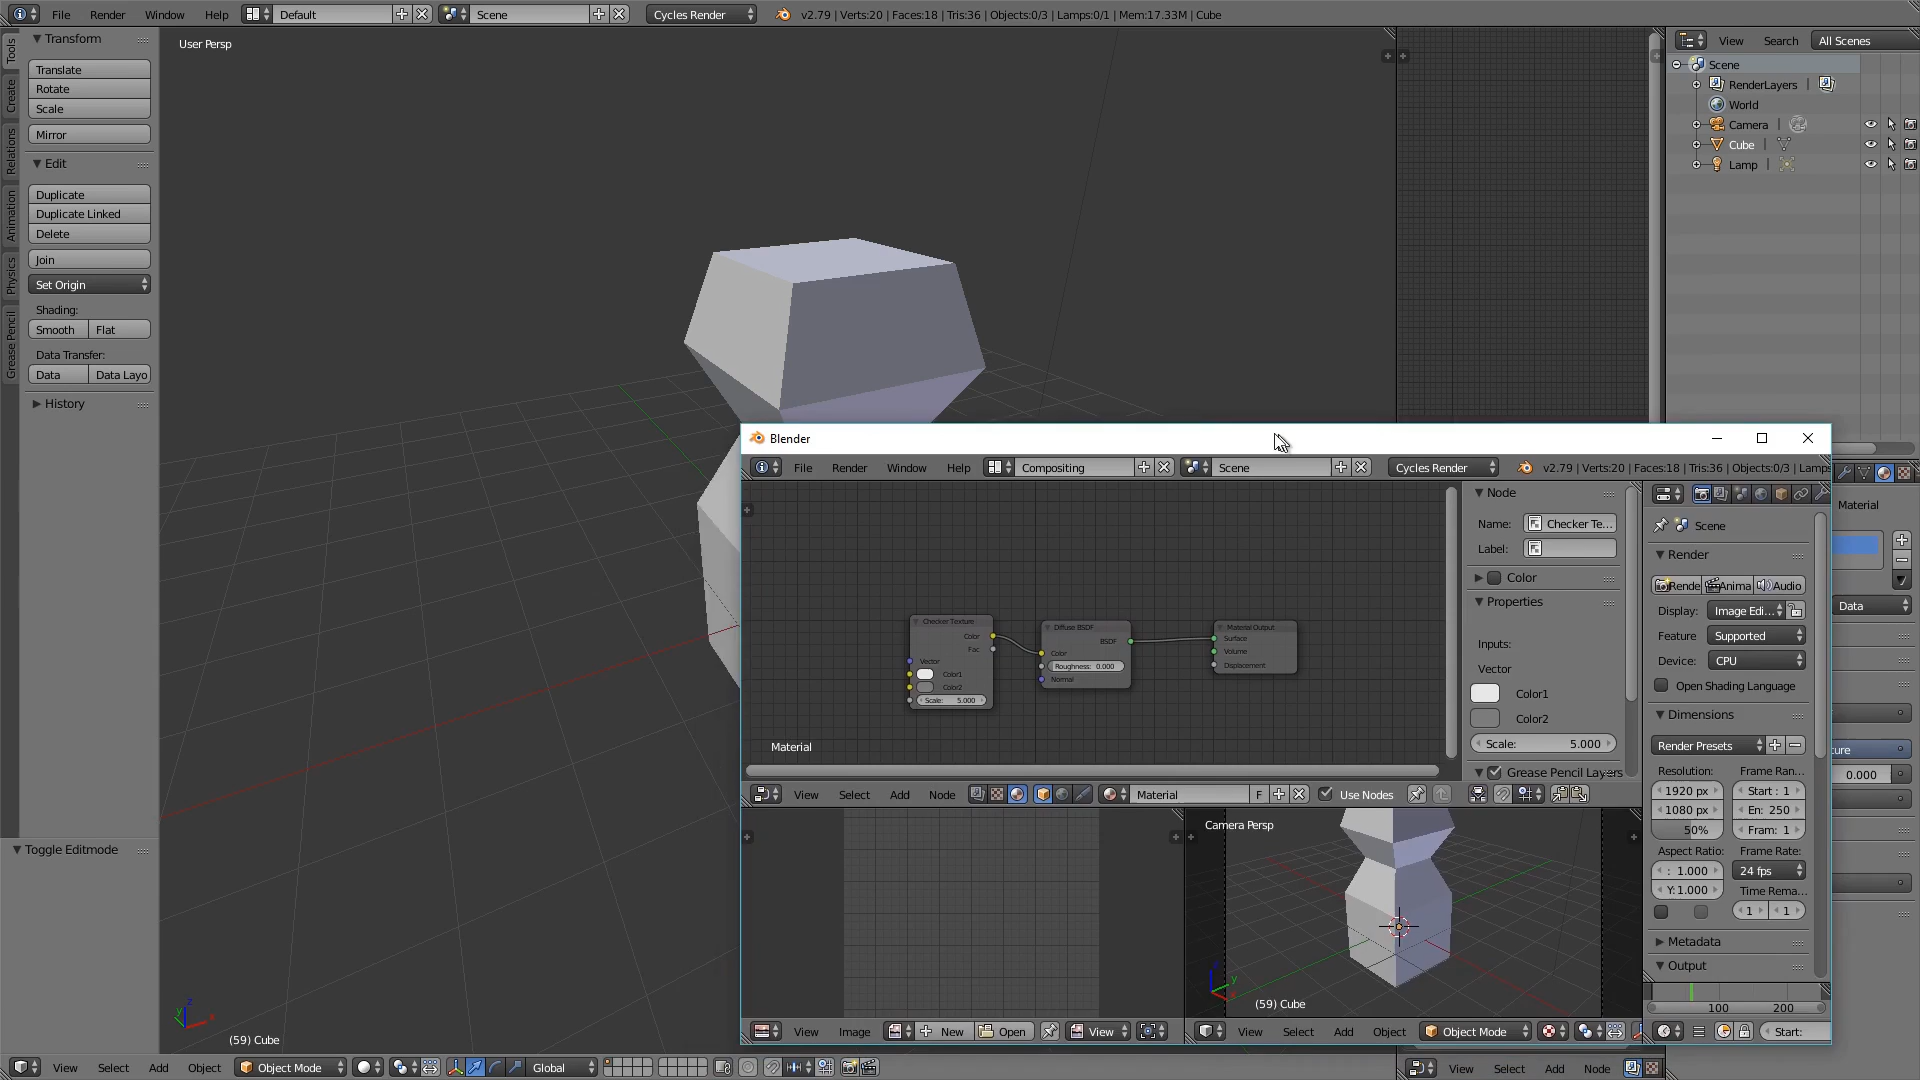 File Render Window Help Default Scene Cycles Render v2.79 | Verts:20 | Faces:18 | Tris:36 | Objects:0/3 | Lamps:0/1 | Mem:17.33M | Cube
Tools
Create
Relations
Animation
Physics
Grease Pencil
Transform
Translate
Rotate
Scale
Mirror
Edit
Duplicate
Duplicate Linked
Delete
Join
Set Origin
Shading:
Smooth Flat
Data Transfer:
Data Data Layo
History
Toggle Editmode
User Persp
(59) Cube
View Select Add Object Object Mode Global
View Search All Scenes
Scene
RenderLayers
World
Camera
Cube
Lamp
Material
Data
ture
0.000
View Select Add Node
Blender
File Render Window Help Compositing Scene Cycles Render v2.79 | Verts:20 | Faces:18 | Tris:36 | Objects:0/3 | Lamps
Checker Texture
Color
Fac
Vector
Color1
Color2
Scale: 5.000
Diffuse BSDF
BSDF
Color
Roughness: 0.000
Normal
Material Output
Surface
Volume
Displacement
Material
Node
Name: Checker Te...
Label:
Color
Properties
Inputs:
Vector
Color1
Color2
Scale: 5.000
Grease Pencil Layers
View Select Add Node Material F Use Nodes
Scene
Render
Rende Anima Audio
Display: Image Edi...
Feature Supported
Device: CPU
Open Shading Language
Dimensions
Render Presets
Resolution: Frame Ran...
1920 px Start : 1
1080 px En: 250
50% Fram: 1
Aspect Ratio: Frame Rate:
: 1.000 24 fps
Y: 1.000 Time Rema...
1 1
Metadata
Output
100 200
Start:
Camera Persp
(59) Cube
View Image New Open View
View Select Add Object Object Mode